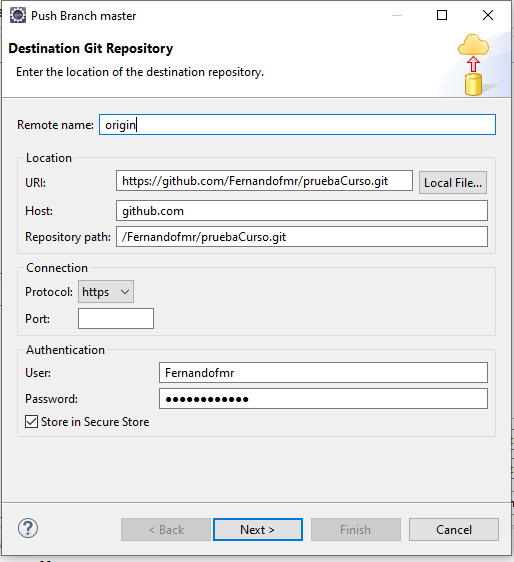 Push Branch master
Destination Git Repository
Enter the location of the destination repository.
Remote name: origin
Location
URI: https://github.com/Fernandofmr/pruebaCurso.git Local File...
Host: github.com
Repository path: /Fernandofmr/pruebaCurso.git
Connection
Protocol: https
Port:
Authentication
User: Fernandofmr
Password: ●●●●●●●●●●●●
Store in Secure Store
? < Back Next > Finish Cancel